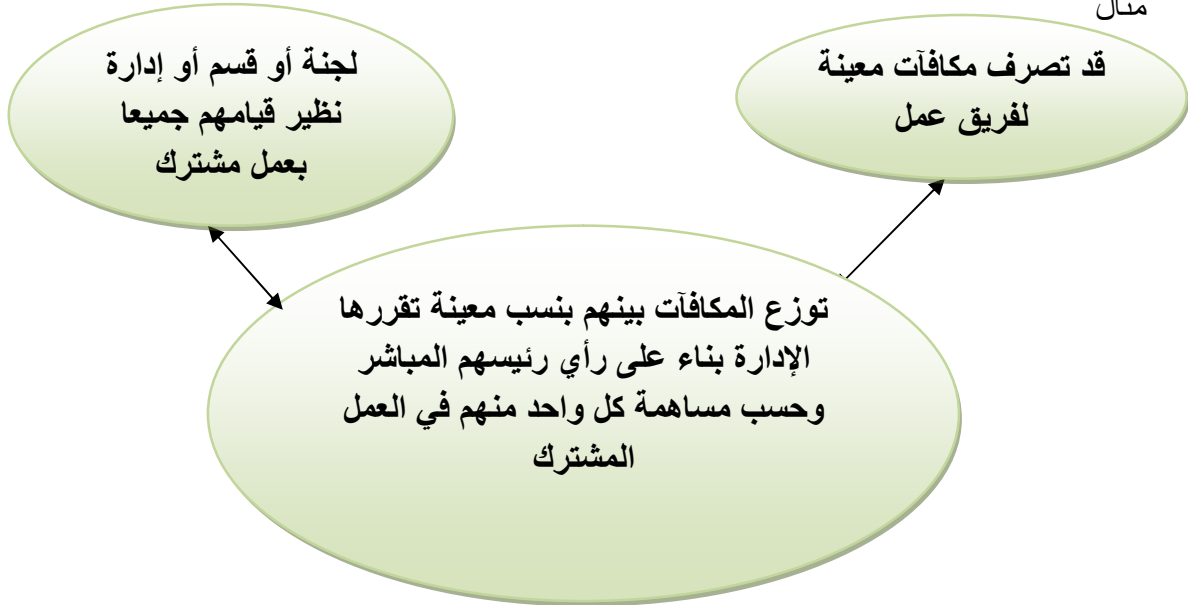 مثال
قد تصرف مكافآت معينة
لفريق عمل
لجنة أو قسم أو إدارة
نظير قيامهم جميعا
بعمل مشترك
توزع المكافآت بينهم بنسب معينة تقررها
الإدارة بناء على رأي رئيسهم المباشر
وحسب مساهمة كل واحد منهم في العمل
المشترك